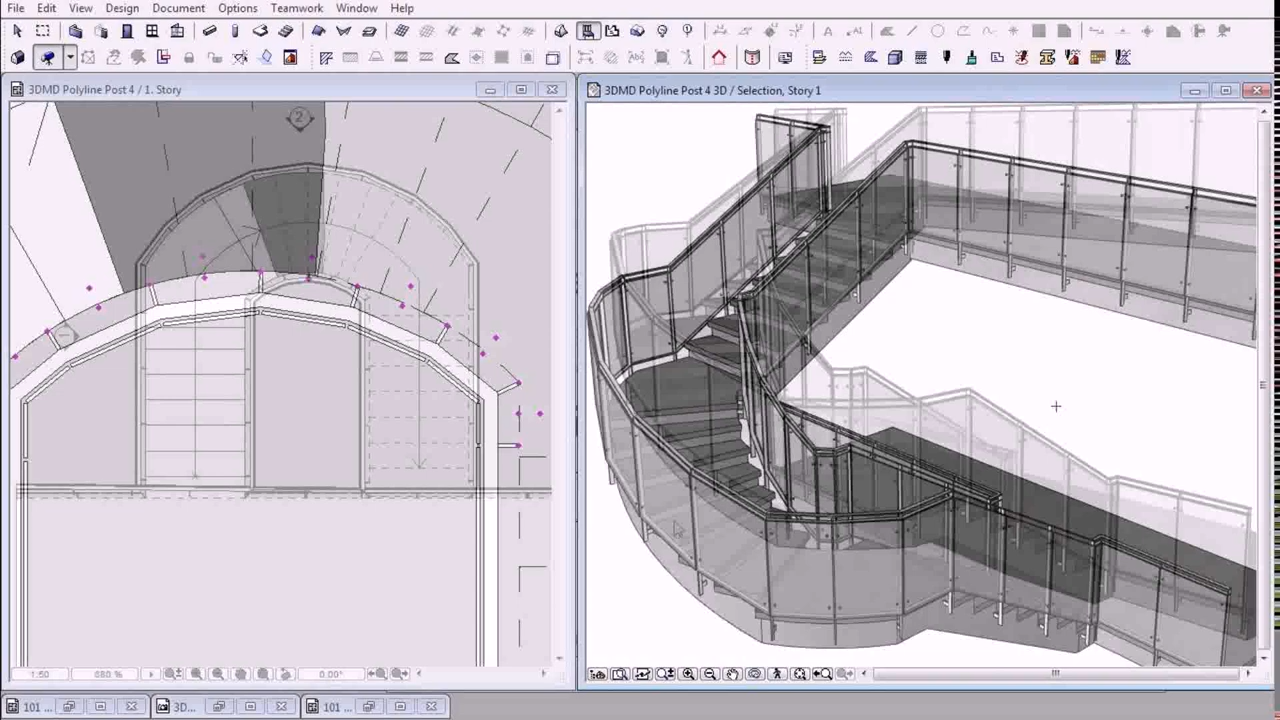 File Edit View Design Document Options Teamwork Window Help
3DMD Polyline Post 4 / 1. Story
3DMD Polyline Post 4 3D / Selection, Story 1
2
1:50 680 % 0.00°
101 ... 3D... 101 ...